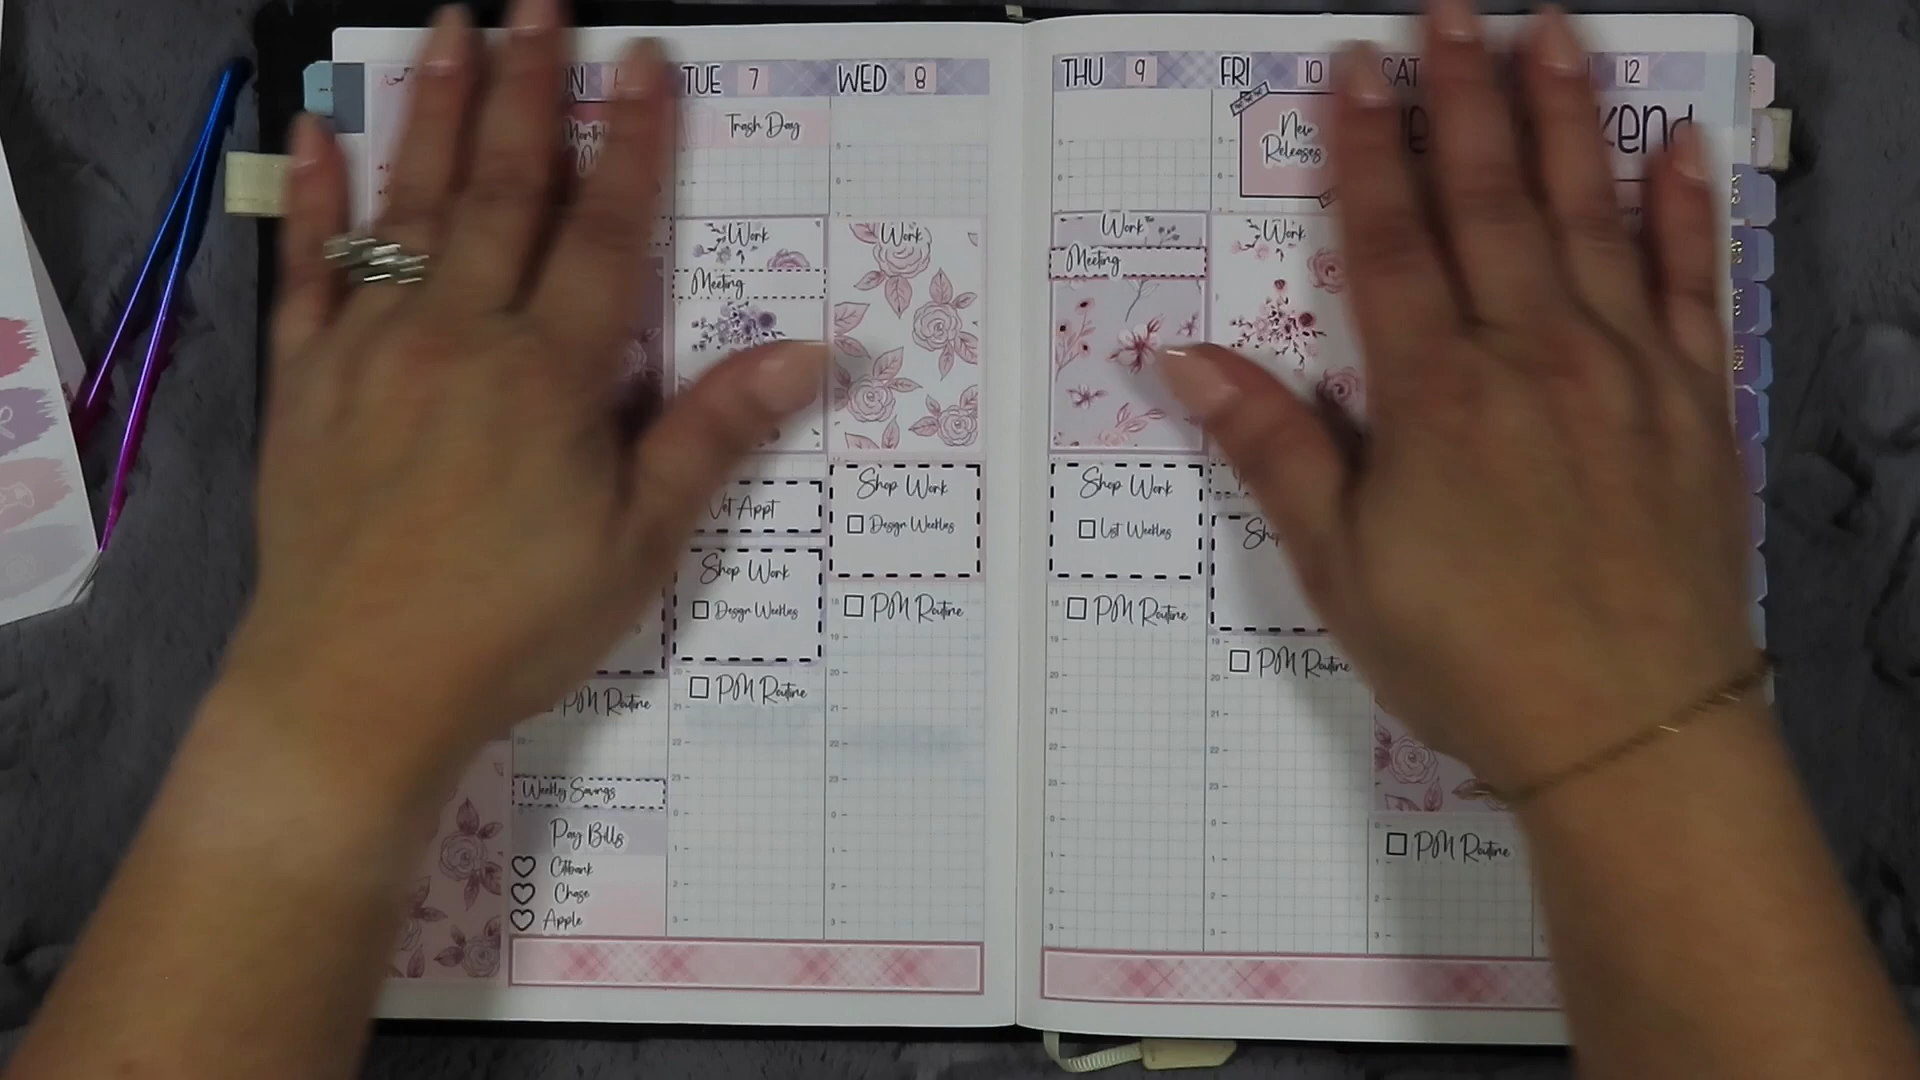 TUE 7
WED 8
Trash Day
Work
Meeting
Vet Appt
Shop Work
Design Weeklies
PM Routine
Work
Shop Work
Design Weeklies
PM Routine
PM Routine
Weekly Savings
Pay Bills
Citibank
Chase
Apple
THU 9
FRI 10
SAT
12
New
Releases
Work
Meeting
Shop Work
List Weeklies
PM Routine
Work
PM Routine
PM Routine